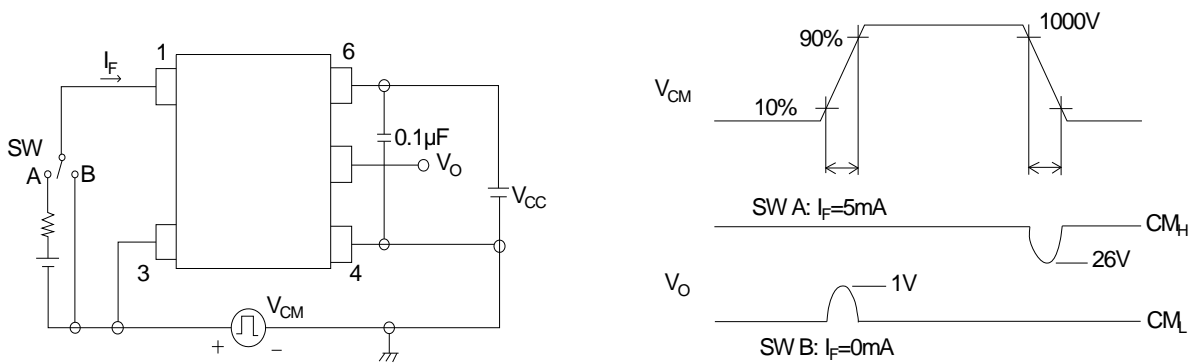 1
6
I_F
SW
A
B
0.1µF
V_O
V_CC
3
4
V_CM
+
-
1000V
90%
V_CM
10%
SW A: I_F=5mA
CM_H
26V
V_O
1V
CM_L
SW B: I_F=0mA